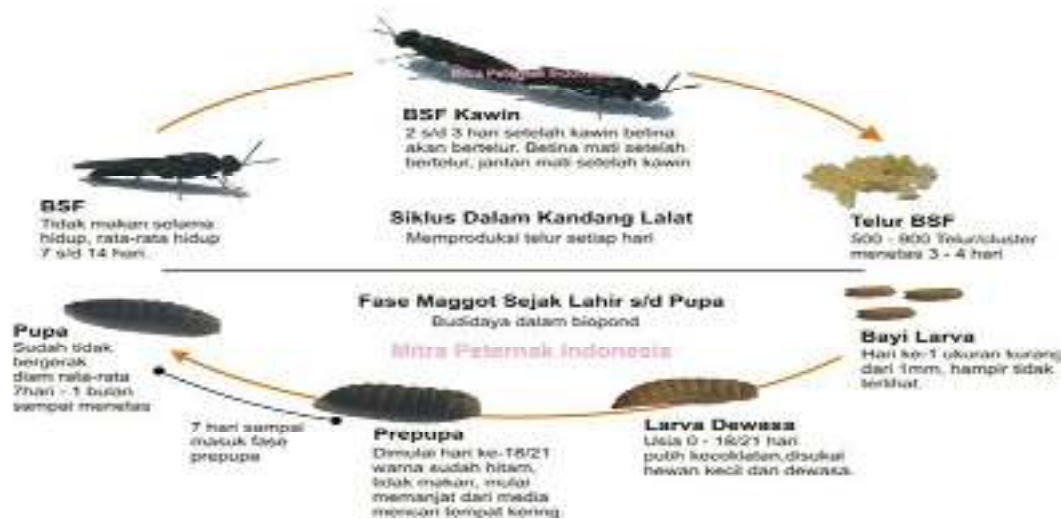 Mitra Peternak Indonesia
BSF Kawin
2 s/d 3 hari setelah kawin betina
akan bertelur. Betina mati setelah
bertelur, jantan mati setelah kawin
BSF
Tidak makan selama
hidup, rata-rata hidup
7 s/d 14 hari.
Siklus Dalam Kandang Lalat
Memproduksi telur setiap hari
Telur BSF
500 - 900 Telur/cluster
menetas 3 - 4 hari
Fase Maggot Sejak Lahir s/d Pupa
Budidaya dalam biopond
Mitra Peternak Indonesia
Pupa
Sudah tidak
bergerak
diam rata-rata
7hari - 1 bulan
sampai menetas
Bayi Larva
Hari ke-1 ukuran kurang
dari 1mm, hampir tidak
terlihat.
7 hari sampai
masuk fase
prepupa
Prepupa
Dimulai hari ke-18/21
warna sudah hitam,
tidak makan, mulai
memanjat dari media
mencari tempat kering.
Larva Dewasa
Usia 0 - 18/21 hari
putih kecoklatan,disukai
hewan kecil dan dewasa.